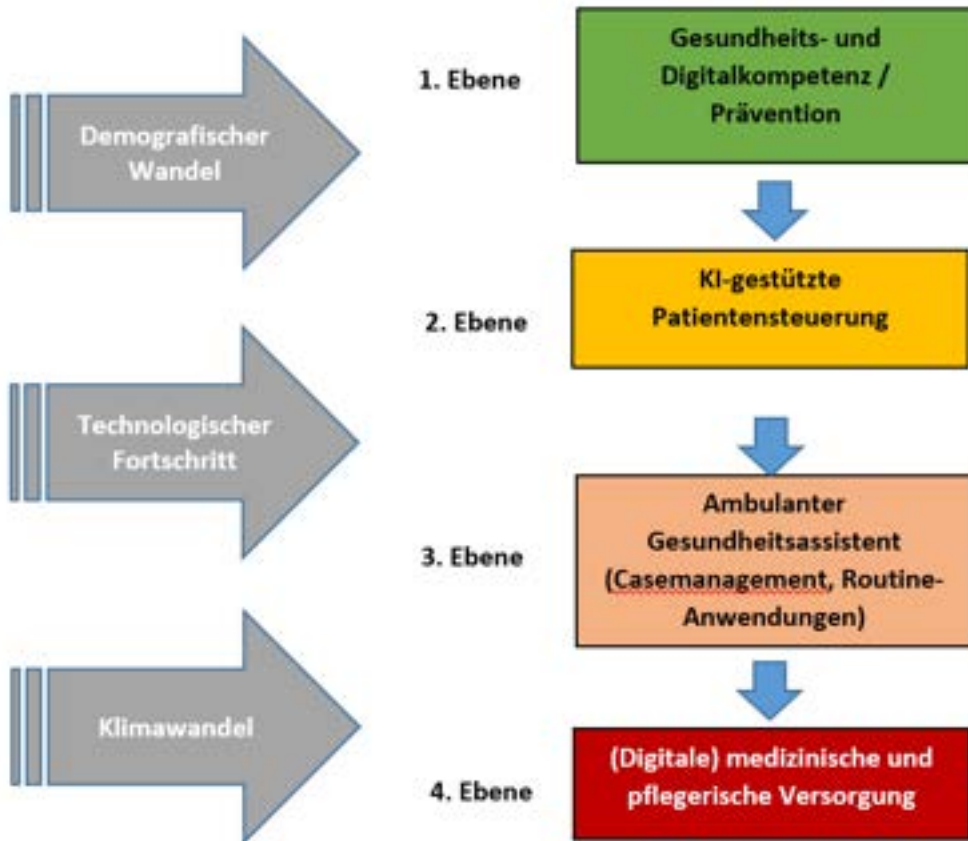 Demografischer
Wandel
Technologischer
Fortschritt
Klimawandel
1. Ebene
Gesundheits- und
Digitalkompetenz /
Prävention
2. Ebene
KI-gestützte
Patientensteuerung
3. Ebene
Ambulanter
Gesundheitsassistent
(Casemanagement, Routine-
Anwendungen)
4. Ebene
(Digitale) medizinische und
pflegerische Versorgung